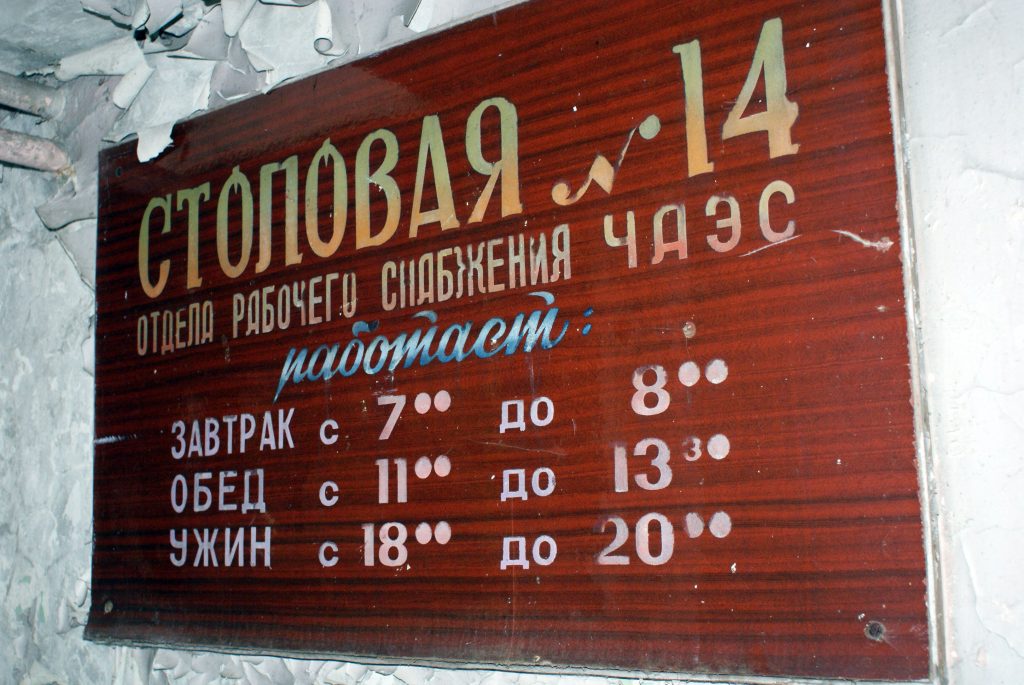 СТОЛОВАЯ № 14
ОТДЕЛА РАБОЧЕГО СНАБЖЕНИЯ ЧАЭС
работает:
ЗАВТРАК с 7⁰⁰ до 8⁰⁰
ОБЕД с 11⁰⁰ до 13³⁰
УЖИН с 18⁰⁰ до 20⁰⁰